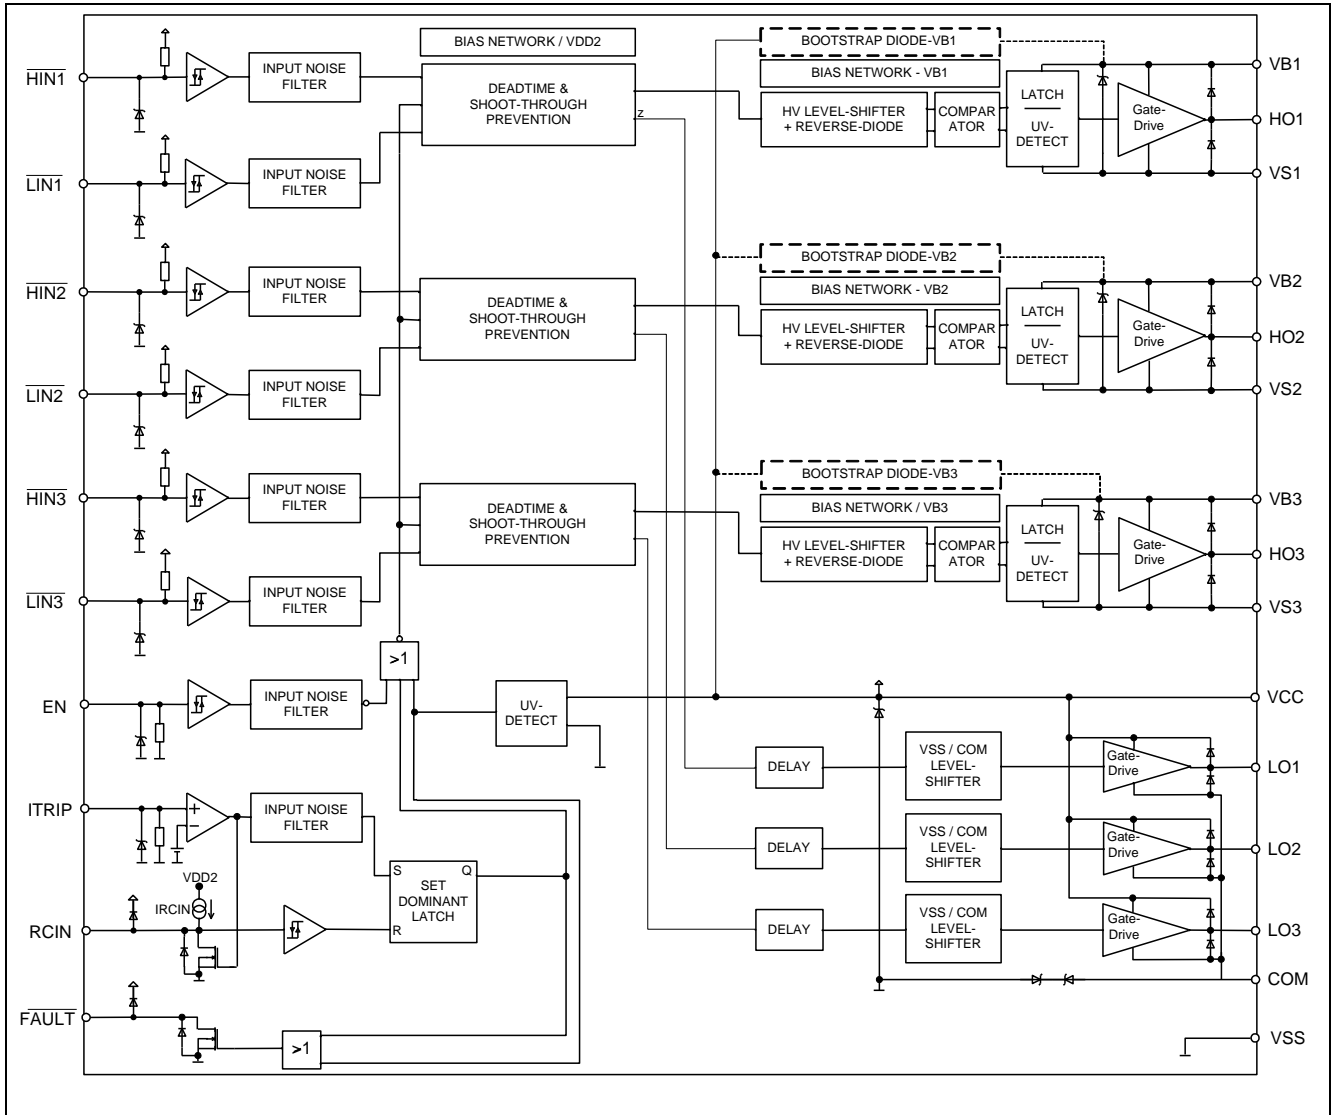 BIAS NETWORK / VDD2
BOOTSTRAP DIODE-VB1
HIN1
INPUT NOISE
FILTER
DEADTIME &
SHOOT-THROUGH
PREVENTION
Z
BIAS NETWORK - VB1
HV LEVEL-SHIFTER
+ REVERSE-DIODE
COMPAR
ATOR
LATCH
UV-
DETECT
Gate-
Drive
VB1
HO1
VS1
LIN1
INPUT NOISE
FILTER
HIN2
INPUT NOISE
FILTER
DEADTIME &
SHOOT-THROUGH
PREVENTION
BOOTSTRAP DIODE-VB2
BIAS NETWORK - VB2
HV LEVEL-SHIFTER
+ REVERSE-DIODE
COMPAR
ATOR
LATCH
UV-
DETECT
Gate-
Drive
VB2
HO2
VS2
LIN2
INPUT NOISE
FILTER
HIN3
INPUT NOISE
FILTER
DEADTIME &
SHOOT-THROUGH
PREVENTION
BOOTSTRAP DIODE-VB3
BIAS NETWORK / VB3
HV LEVEL-SHIFTER
+ REVERSE-DIODE
COMPAR
ATOR
LATCH
UV-
DETECT
Gate-
Drive
VB3
HO3
VS3
LIN3
INPUT NOISE
FILTER
>1
EN
INPUT NOISE
FILTER
UV-
DETECT
VCC
DELAY
VSS / COM
LEVEL-
SHIFTER
Gate-
Drive
LO1
ITRIP
+
−
INPUT NOISE
FILTER
DELAY
VSS / COM
LEVEL-
SHIFTER
Gate-
Drive
LO2
VDD2
IRCIN
RCIN
S
Q
SET
DOMINANT
LATCH
R
DELAY
VSS / COM
LEVEL-
SHIFTER
Gate-
Drive
LO3
COM
FAULT
>1
VSS